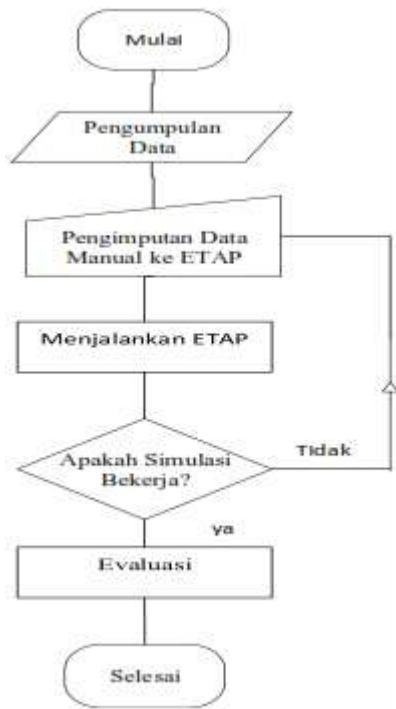 Mulai
Pengumpulan
Data
Pengimputan Data
Manual ke ETAP
Menjalankan ETAP
Apakah Simulasi
Bekerja?
Tidak
ya
Evaluasi
Selesai